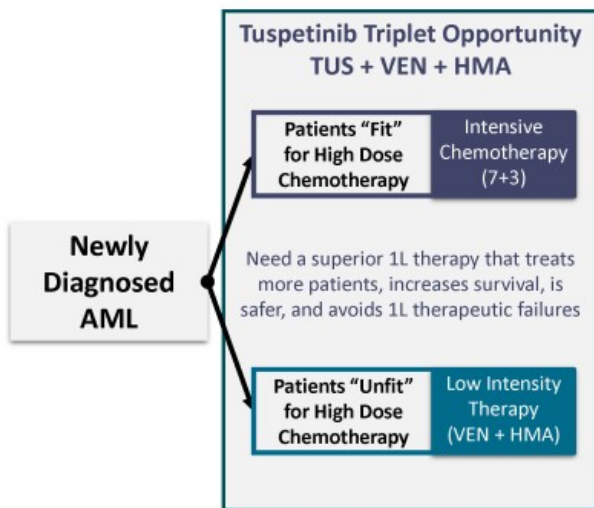 Tuspetinib Triplet Opportunity
TUS + VEN + HMA
Patients “Fit”
for High Dose
Chemotherapy
Intensive
Chemotherapy
(7+3)
Newly
Diagnosed
AML
Need a superior 1L therapy that treats
more patients, increases survival, is
safer, and avoids 1L therapeutic failures
Patients “Unfit”
for High Dose
Chemotherapy
Low Intensity
Therapy
(VEN + HMA)